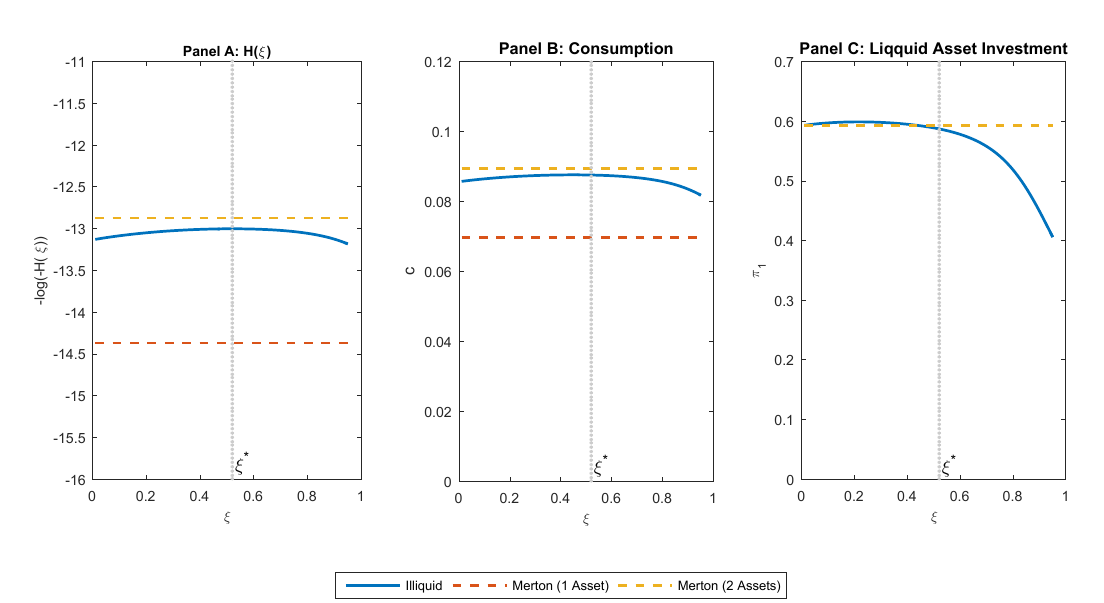 Panel A: H(ξ)
-11
-11.5
-12
-12.5
-13
-13.5
-14
-14.5
-15
-15.5
-16
-log(-H( ξ))
0 0.2 0.4 0.6 0.8 1
ξ
ξ*
Panel B: Consumption
0.12
0.1
0.08
0.06
0.04
0.02
0
c
0 0.2 0.4 0.6 0.8 1
ξ
ξ*
Panel C: Liqquid Asset Investment
0.7
0.6
0.5
0.4
0.3
0.2
0.1
0
π1
0 0.2 0.4 0.6 0.8 1
ξ
ξ*
Illiquid Merton (1 Asset) Merton (2 Assets)